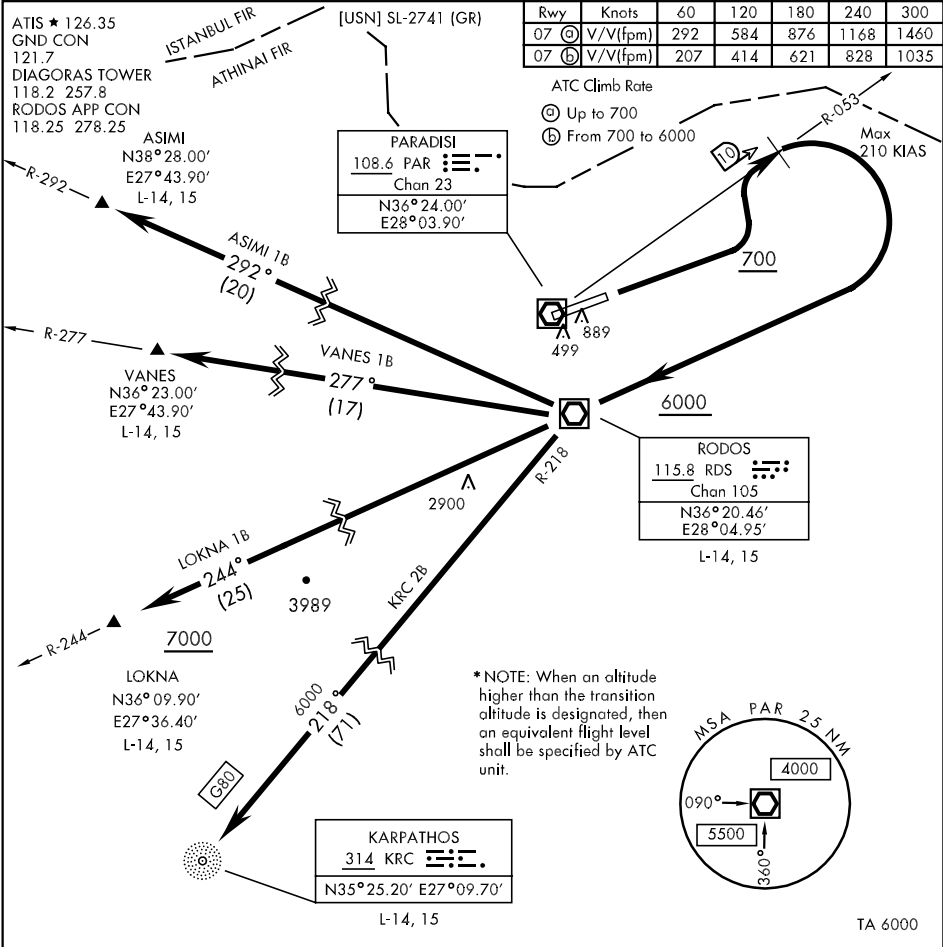 ATIS ★ 126.35
GND CON
121.7
DIAGORAS TOWER
118.2 257.8
RODOS APP CON
118.25 278.25
ISTANBUL FIR
ATHINAI FIR
[USN] SL-2741 (GR)
Rwy Knots 60 120 180 240 300
07 ⓐ V/V(fpm) 292 584 876 1168 1460
07 ⓑ V/V(fpm) 207 414 621 828 1035
ATC Climb Rate
ⓐ Up to 700
ⓑ From 700 to 6000
R-053
Max
210 KIAS
10
PARADISI
108.6 PAR
Chan 23
N36°24.00'
E28°03.90'
ASIMI
N38°28.00'
E27°43.90'
L-14, 15
R-292
ASIMI 1B
292°
(20)
700
889
499
R-277
VANES
N36°23.00'
E27°43.90'
L-14, 15
VANES 1B
277°
(17)
6000
RODOS
115.8 RDS
Chan 105
N36°20.46'
E28°04.95'
L-14, 15
R-218
2900
LOKNA 1B
244°
(25)
3989
KRC 2B
R-244
7000
LOKNA
N36°09.90'
E27°36.40'
L-14, 15
6000
218°
(71)
G80
*NOTE: When an altitude
higher than the transition
altitude is designated, then
an equivalent flight level
shall be specified by ATC
unit.
MSA PAR 25 NM
4000
090°
5500
360°
KARPATHOS
314 KRC
N35°25.20' E27°09.70'
L-14, 15
TA 6000